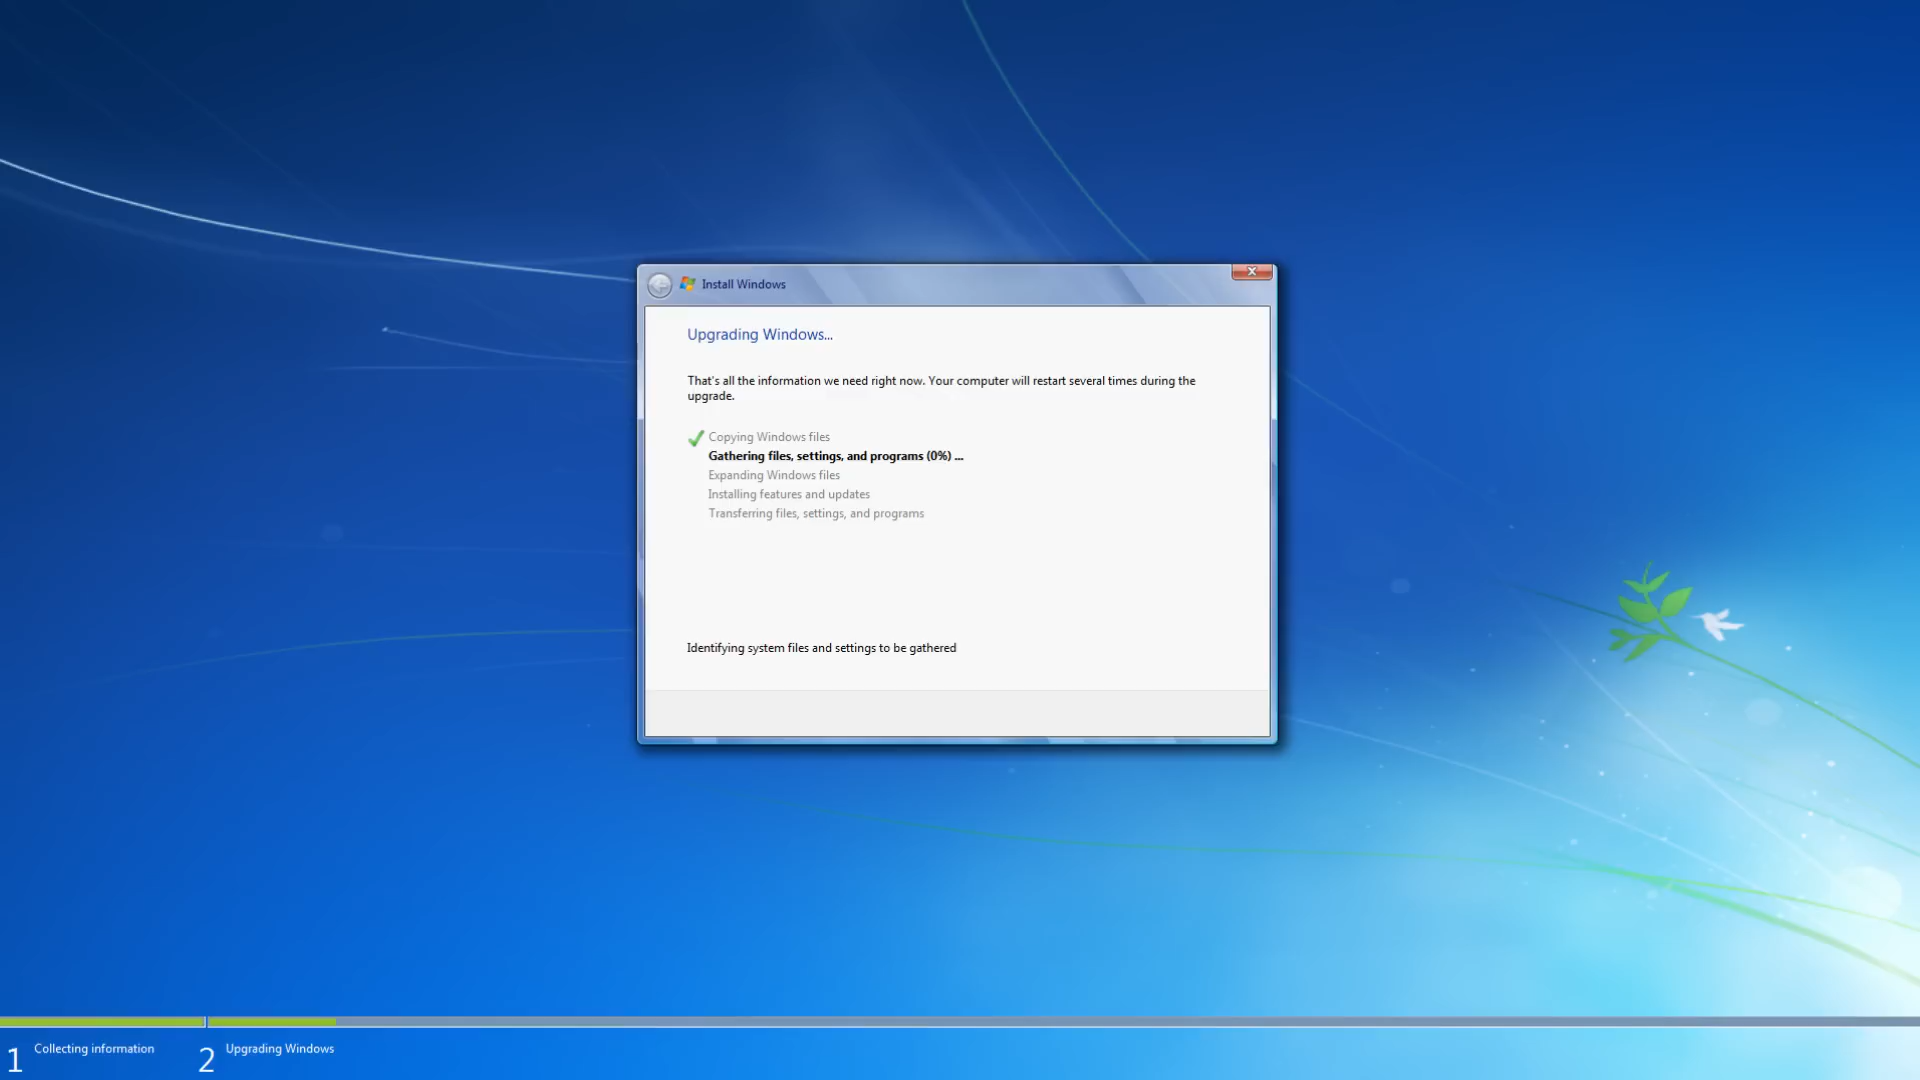 Install Windows
Upgrading Windows...
That's all the information we need right now. Your computer will restart several times during the
upgrade.
Copying Windows files
Gathering files, settings, and programs (0%) ...
Expanding Windows files
Installing features and updates
Transferring files, settings, and programs
Identifying system files and settings to be gathered
1 Collecting information
2 Upgrading Windows